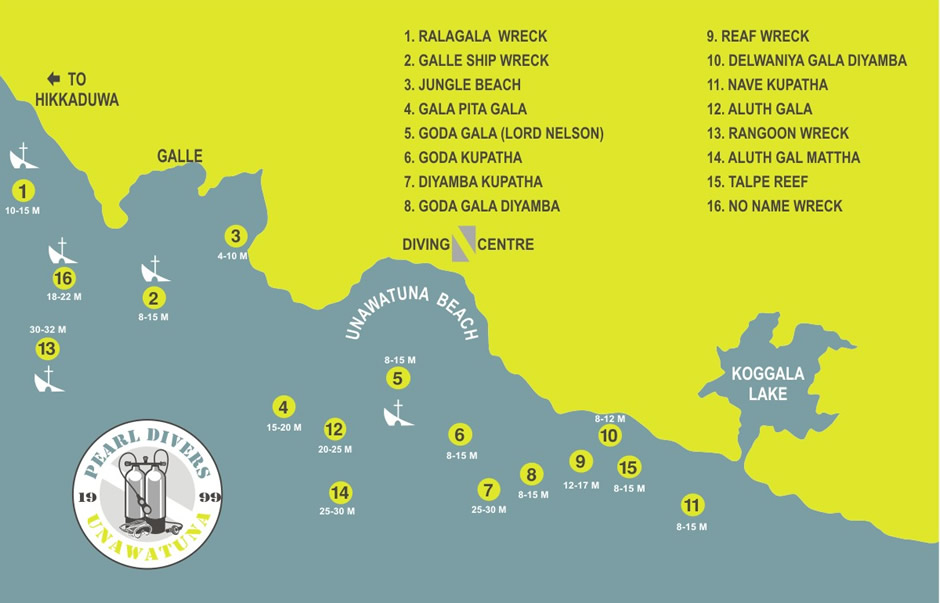 1. RALAGALA WRECK
2. GALLE SHIP WRECK
3. JUNGLE BEACH
4. GALA PITA GALA
5. GODA GALA (LORD NELSON)
6. GODA KUPATHA
7. DIYAMBA KUPATHA
8. GODA GALA DIYAMBA
9. REAF WRECK
10. DELWANIYA GALA DIYAMBA
11. NAVE KUPATHA
12. ALUTH GALA
13. RANGOON WRECK
14. ALUTH GAL MATTHA
15. TALPE REEF
16. NO NAME WRECK
TO
HIKKADUWA
GALLE
1
10-15 M
3
4-10 M
DIVING CENTRE
16
18-22 M
2
8-15 M
UNAWATUNA BEACH
30-32 M
13
8-15 M
5
KOGGALA
LAKE
4
15-20 M
12
20-25 M
6
8-15 M
8-12 M
10
9
12-17 M
15
8-15 M
8
8-15 M
7
25-30 M
14
25-30 M
11
8-15 M
PEARL DIVERS
19 99
UNAWATUNA